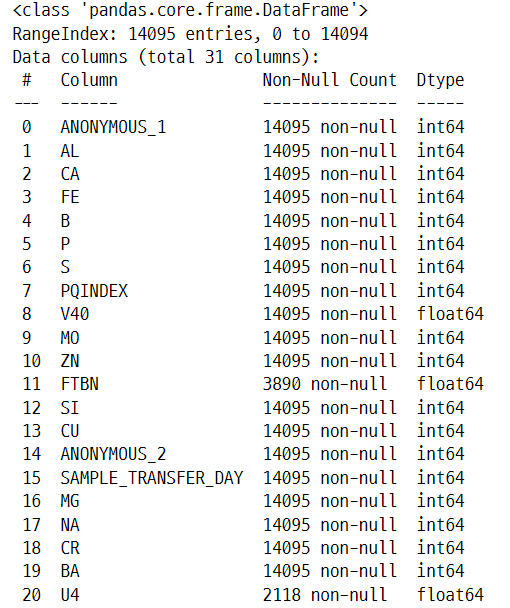 <class 'pandas.core.frame.DataFrame'>
RangeIndex: 14095 entries, 0 to 14094
Data columns (total 31 columns):
 #   Column               Non-Null Count  Dtype
---  ------               --------------  -----
 0   ANONYMOUS_1          14095 non-null  int64
 1   AL                   14095 non-null  int64
 2   CA                   14095 non-null  int64
 3   FE                   14095 non-null  int64
 4   B                    14095 non-null  int64
 5   P                    14095 non-null  int64
 6   S                    14095 non-null  int64
 7   PQINDEX              14095 non-null  int64
 8   V40                  14095 non-null  float64
 9   MO                   14095 non-null  int64
 10  ZN                   14095 non-null  int64
 11  FTBN                 3890 non-null   float64
 12  SI                   14095 non-null  int64
 13  CU                   14095 non-null  int64
 14  ANONYMOUS_2          14095 non-null  int64
 15  SAMPLE_TRANSFER_DAY  14095 non-null  int64
 16  MG                   14095 non-null  int64
 17  NA                   14095 non-null  int64
 18  CR                   14095 non-null  int64
 19  BA                   14095 non-null  int64
 20  U4                   2118 non-null   float64